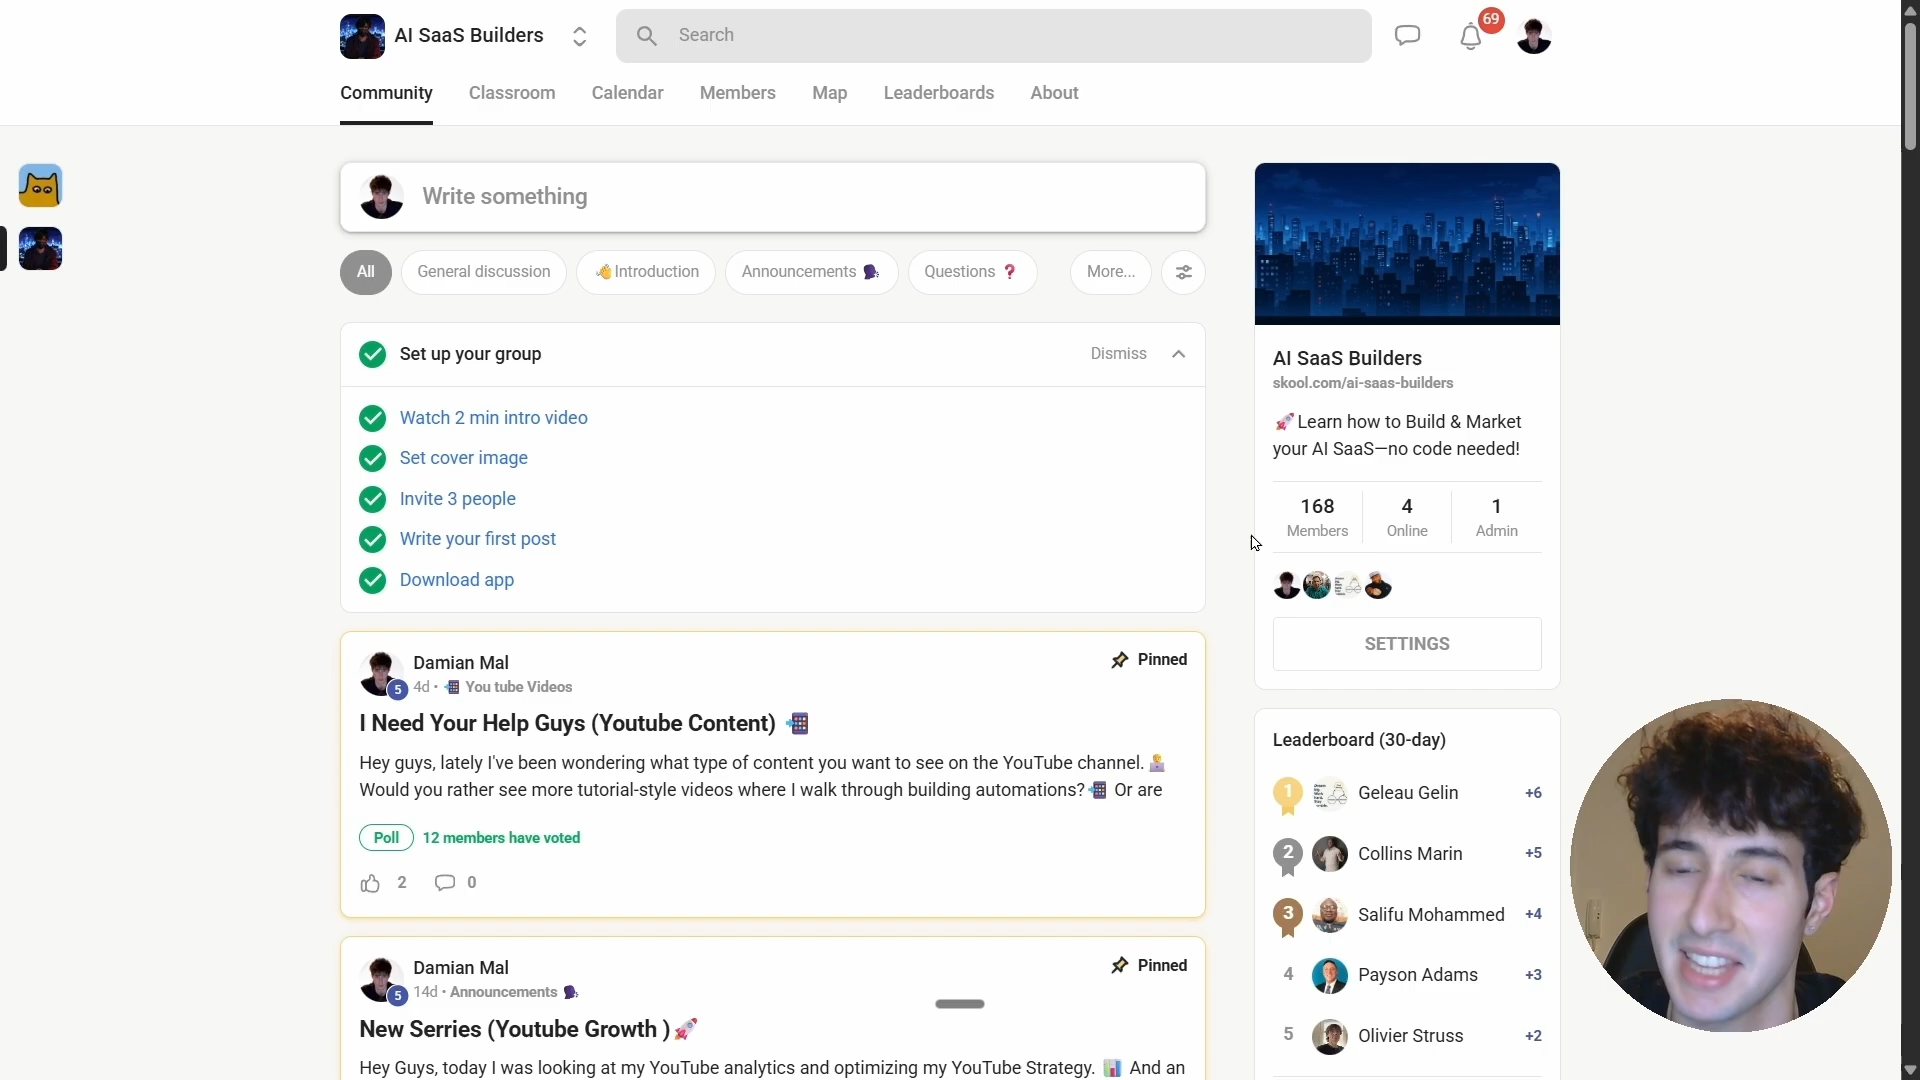 AI SaaS Builders
Search
69
Community
Classroom
Calendar
Members
Map
Leaderboards
About
Write something
All
General discussion
👋Introduction
Announcements 🗣️
Questions ❓
More...
Set up your group
Dismiss
Watch 2 min intro video
Set cover image
Invite 3 people
Write your first post
Download app
Damian Mal
Pinned
5
4d • 📲 You tube Videos
I Need Your Help Guys (Youtube Content) 📲
Hey guys, lately I've been wondering what type of content you want to see on the YouTube channel. 🤷
Would you rather see more tutorial-style videos where I walk through building automations?📲 Or are
Poll
12 members have voted
2
0
Damian Mal
Pinned
5
14d • Announcements 🗣️
New Serries (Youtube Growth )🚀
Hey Guys, today I was looking at my YouTube analytics and optimizing my YouTube Strategy. 📊 And an
AI SaaS Builders
skool.com/ai-saas-builders
🚀Learn how to Build & Market
your AI SaaS—no code needed!
168
Members
4
Online
1
Admin
SETTINGS
Leaderboard (30-day)
1
Geleau Gelin
+6
2
Collins Marin
+5
3
Salifu Mohammed
+4
4
Payson Adams
+3
5
Olivier Struss
+2